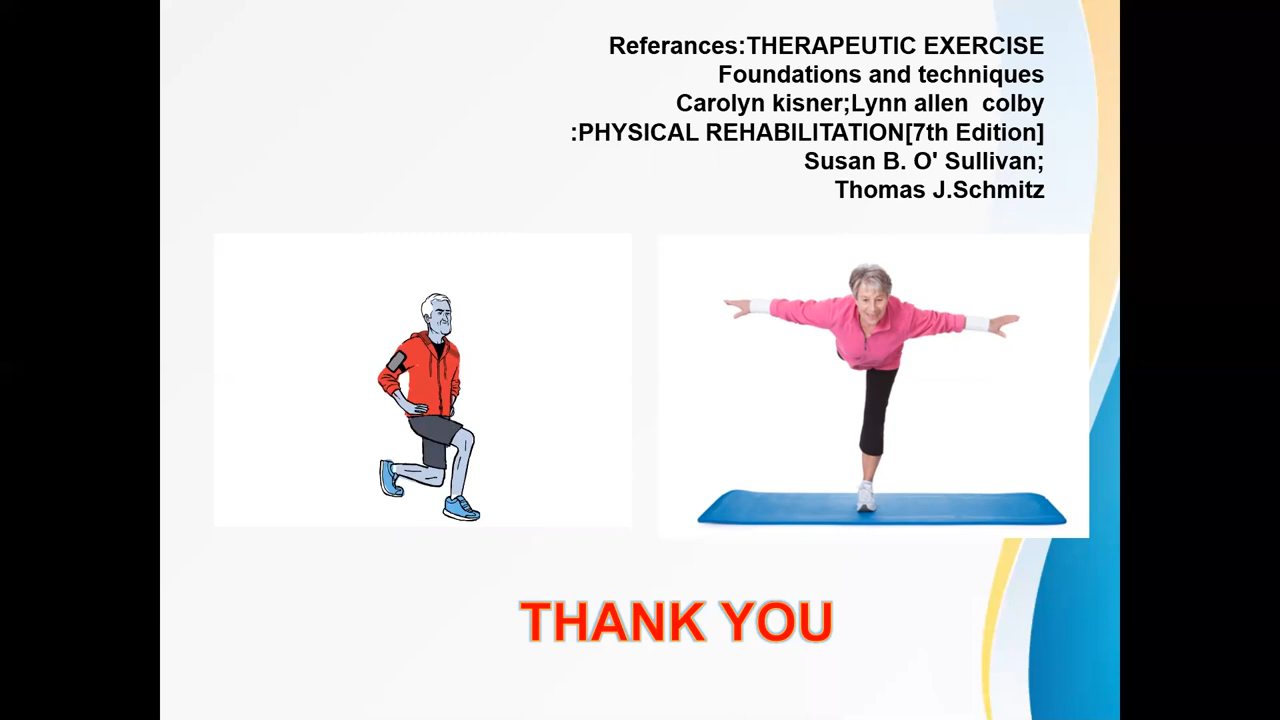 Referances:THERAPEUTIC EXERCISE
Foundations and techniques
Carolyn kisner;Lynn allen  colby
:PHYSICAL REHABILITATION[7th Edition]
Susan B. O' Sullivan;
Thomas J.Schmitz
THANK YOU